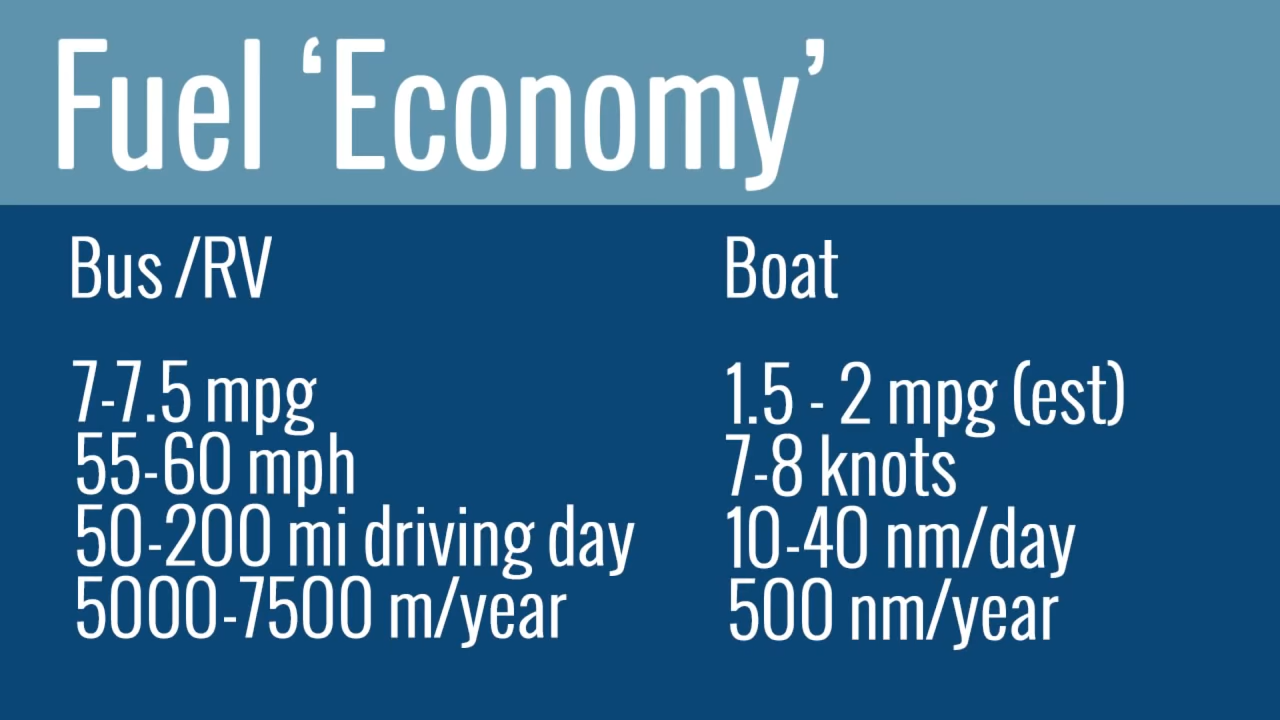 Fuel ‘Economy’
Bus /RV
7-7.5 mpg
55-60 mph
50-200 mi driving day
5000-7500 m/year
Boat
1.5 - 2 mpg (est)
7-8 knots
10-40 nm/day
500 nm/year